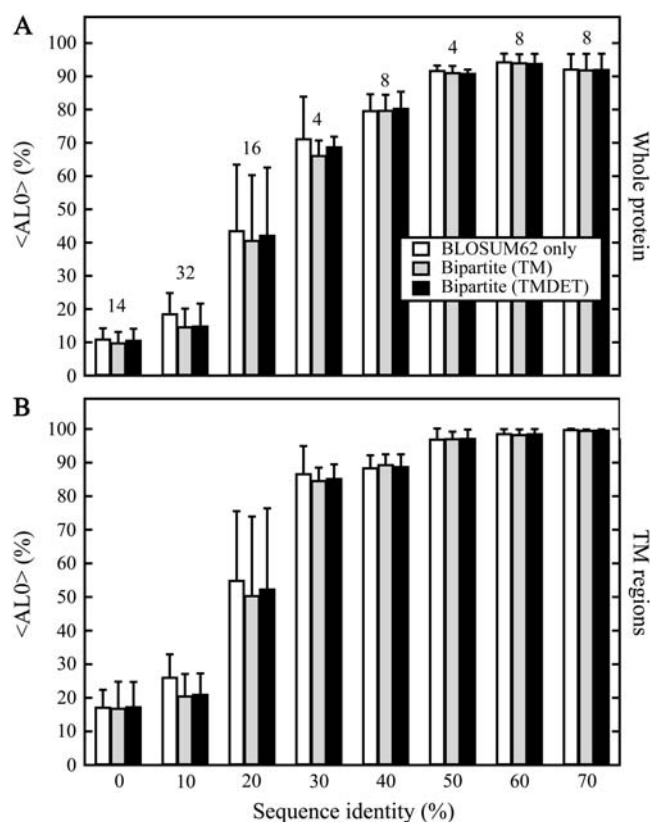 A
100
90
80
70
60
50
40
30
20
10
0
<AL0> (%)
14
32
16
4
8
4
8
8
BLOSUM62 only
Bipartite (TM)
Bipartite (TMDET)
Whole protein
B
100
90
80
70
60
50
40
30
20
10
0
<AL0> (%)
TM regions
0 10 20 30 40 50 60 70
Sequence identity (%)